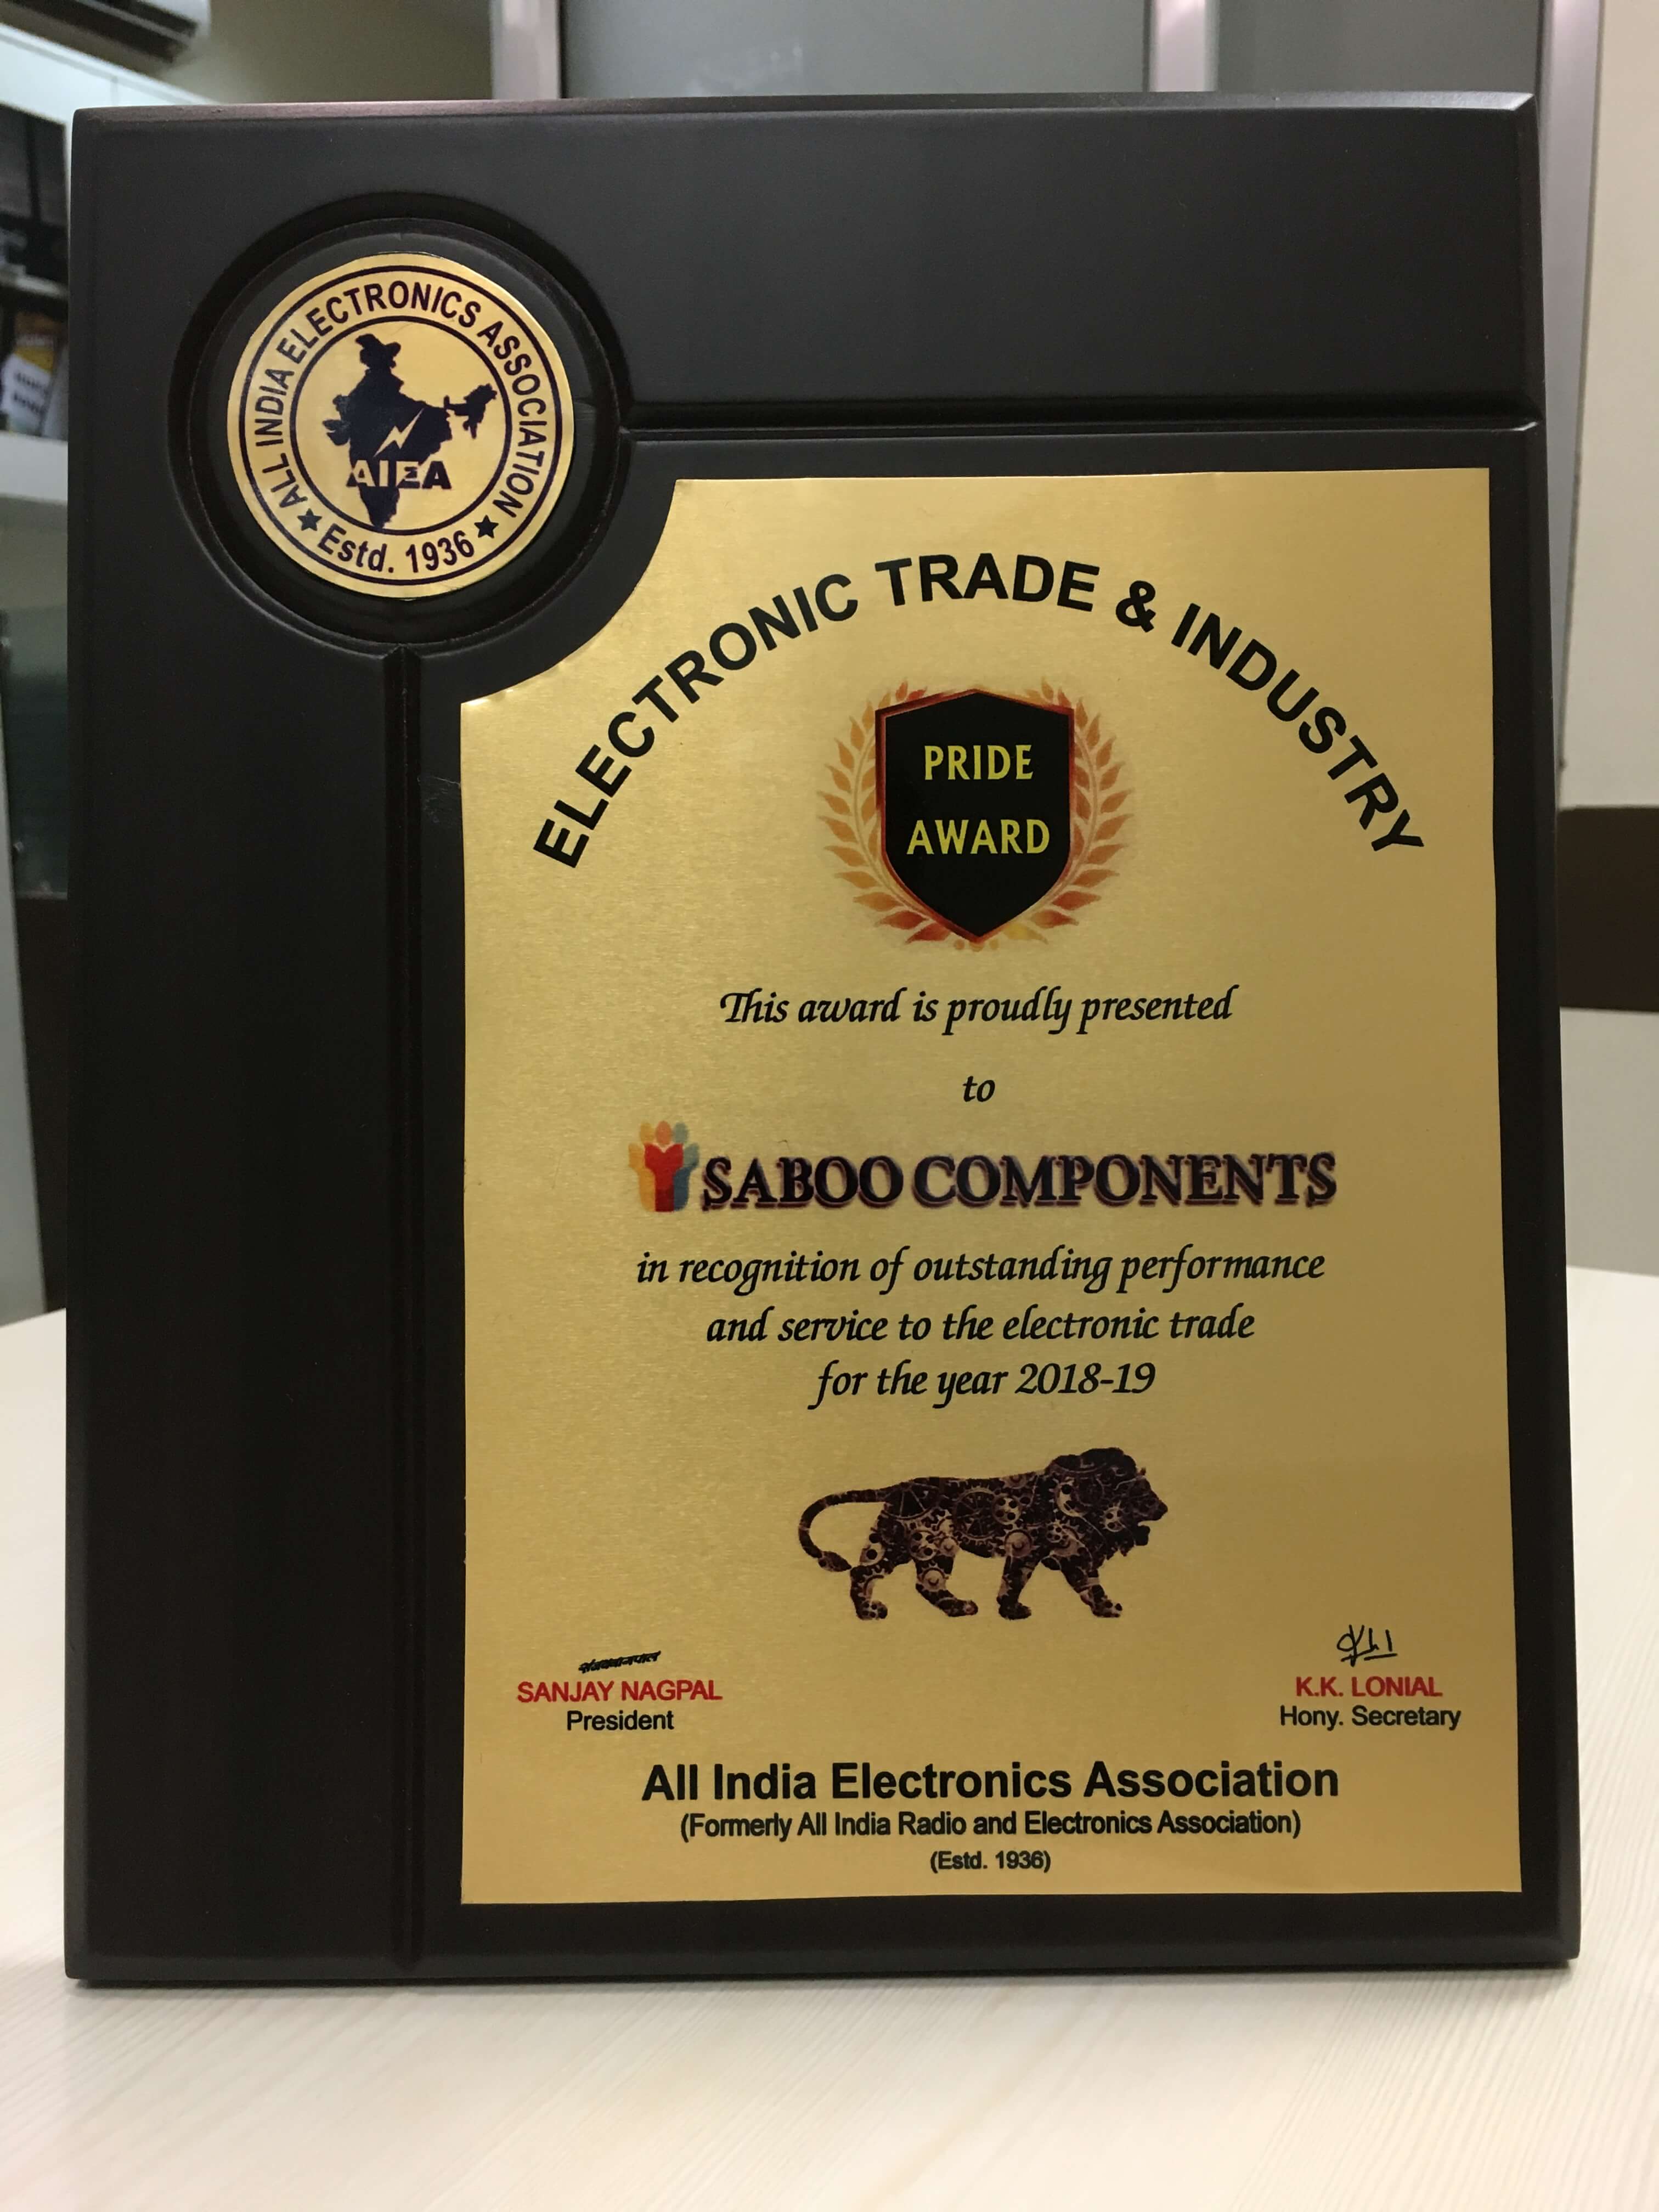 ALL INDIA ELECTRONICS ASSOCIATION
AIEA
★ Estd. 1936 ★
ELECTRONIC TRADE & INDUSTRY
PRIDE
AWARD
This award is proudly presented
to
SABOO COMPONENTS
in recognition of outstanding performance
and service to the electronic trade
for the year 2018-19
SANJAY NAGPAL
President
K.K. LONIAL
Hony. Secretary
All India Electronics Association
(Formerly All India Radio and Electronics Association)
(Estd. 1936)